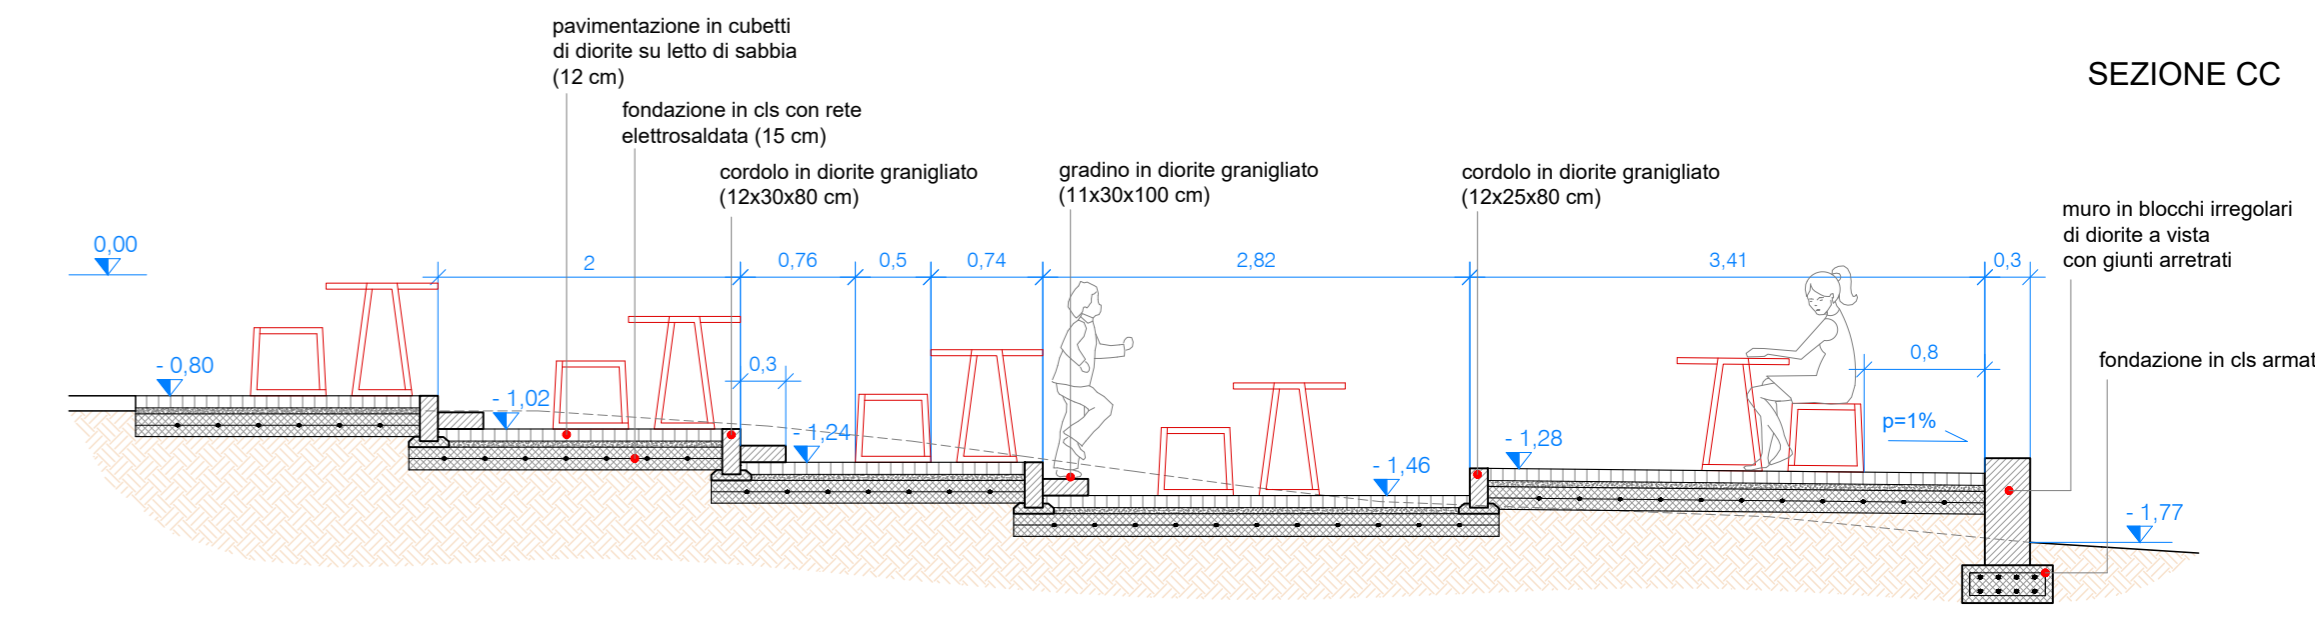 pavimentazione in cubetti
di diorite su letto di sabbia
(12 cm)
SEZIONE CC
fondazione in cls con rete
elettrosaldata (15 cm)
cordolo in diorite granigliato
(12x30x80 cm)
gradino in diorite granigliato
(11x30x100 cm)
cordolo in diorite granigliato
(12x25x80 cm)
muro in blocchi irregolari
di diorite a vista
con giunti arretrati
0,00
2
0,76
0,5
0,74
2,82
3,41
0,3
fondazione in cls armat
- 0,80
0,3
0,8
- 1,02
- 1,24
p=1%
- 1,28
- 1,46
- 1,77